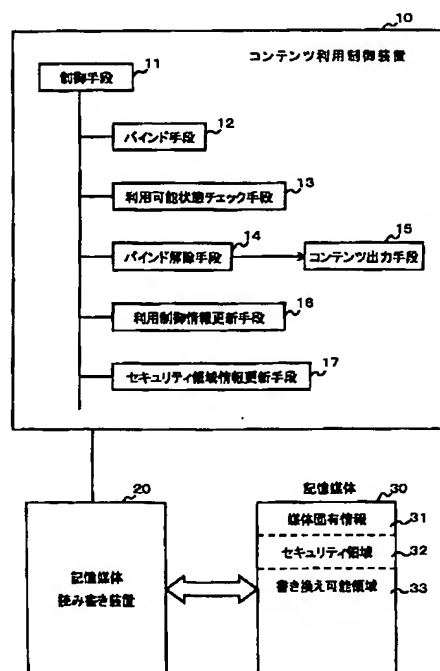 10
コンテンツ利用制御装置
11
制御手段
12
バインド手段
13
利用可能状態チェック手段
14
バインド解除手段
15
コンテンツ出力手段
16
利用制御情報更新手段
17
セキュリティ領域情報更新手段
20
記憶媒体
読み書き装置
記憶媒体
30
媒体固有情報
31
セキュリティ領域
32
書き換え可能領域
33